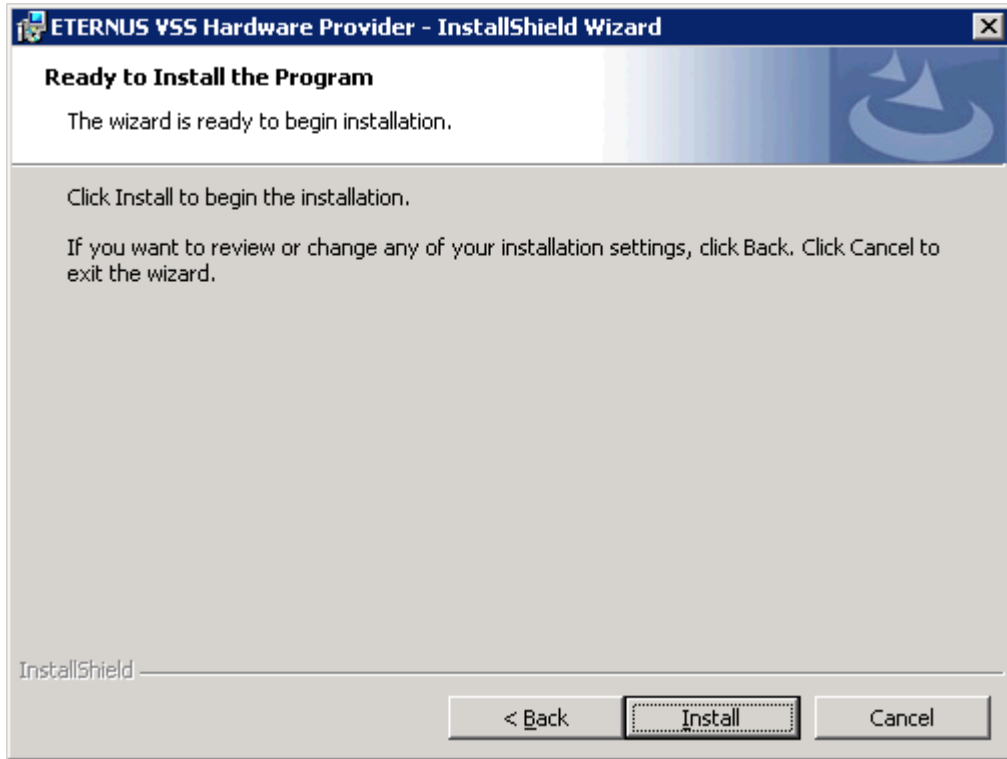 ETERNUS VSS Hardware Provider - InstallShield Wizard
Ready to Install the Program
The wizard is ready to begin installation.
Click Install to begin the installation.
If you want to review or change any of your installation settings, click Back. Click Cancel to
exit the wizard.
InstallShield
< Back
Install
Cancel